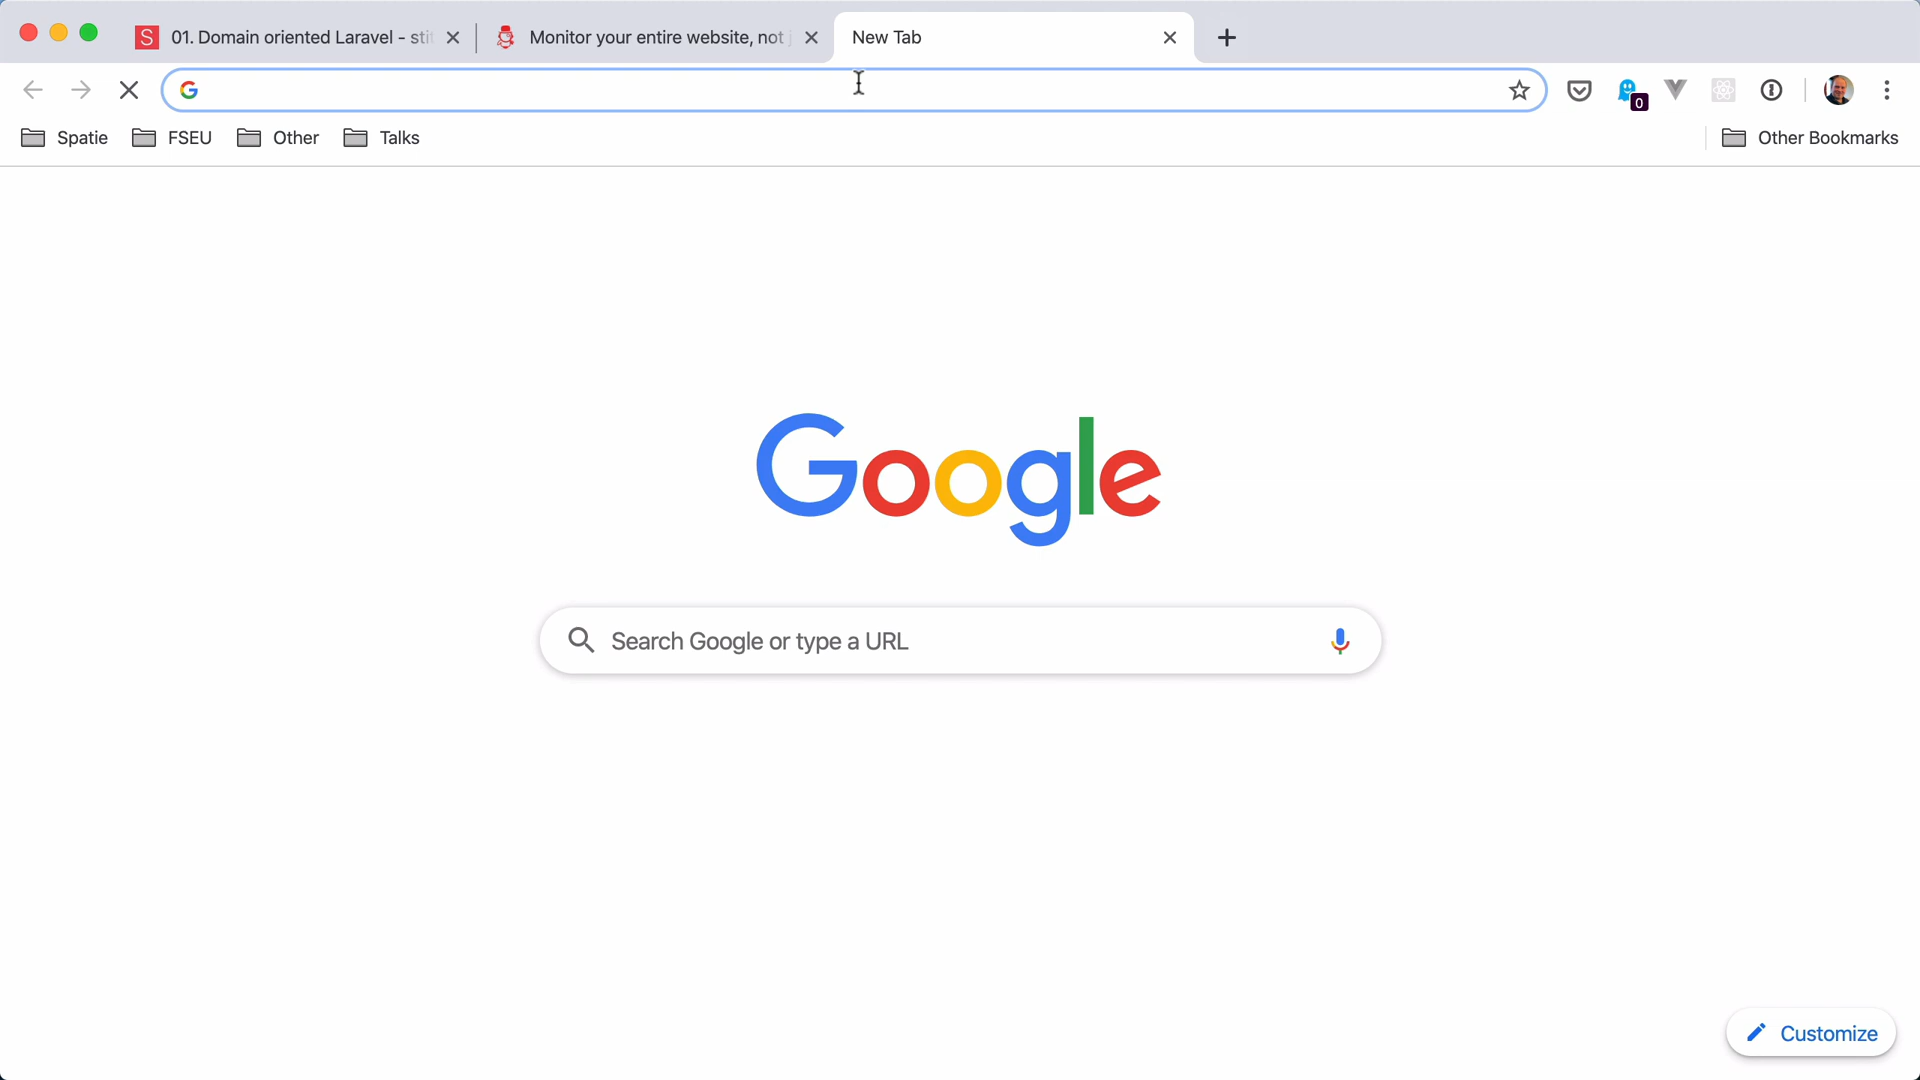 01. Domain oriented Laravel - sti
Monitor your entire website, not
New Tab
0
Spatie
FSEU
Other
Talks
Other Bookmarks
Google
Search Google or type a URL
Customize